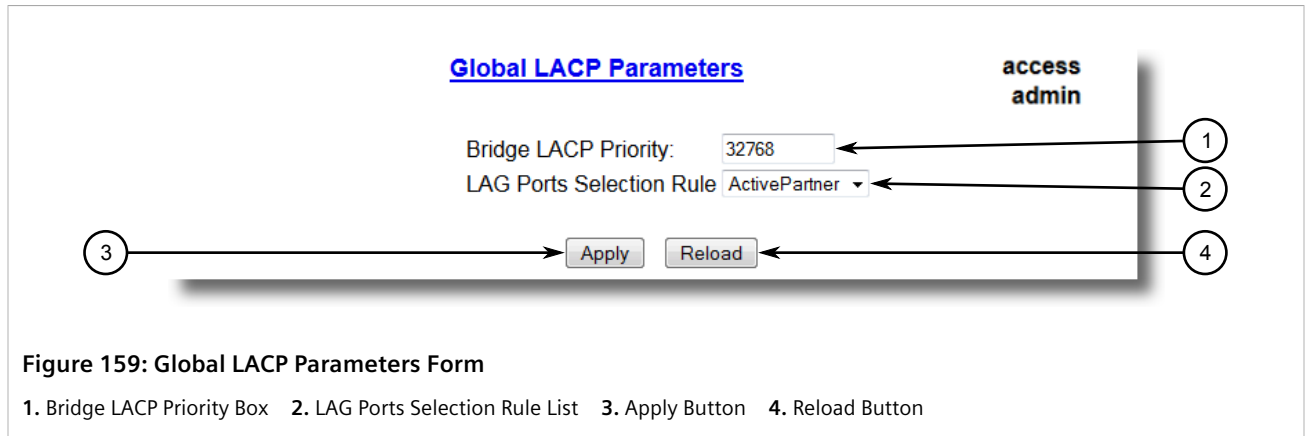 Global LACP Parameters
access
admin
Bridge LACP Priority: 32768
1
LAG Ports Selection Rule ActivePartner
2
3
Apply Reload
4
Figure 159: Global LACP Parameters Form
1. Bridge LACP Priority Box 2. LAG Ports Selection Rule List 3. Apply Button 4. Reload Button